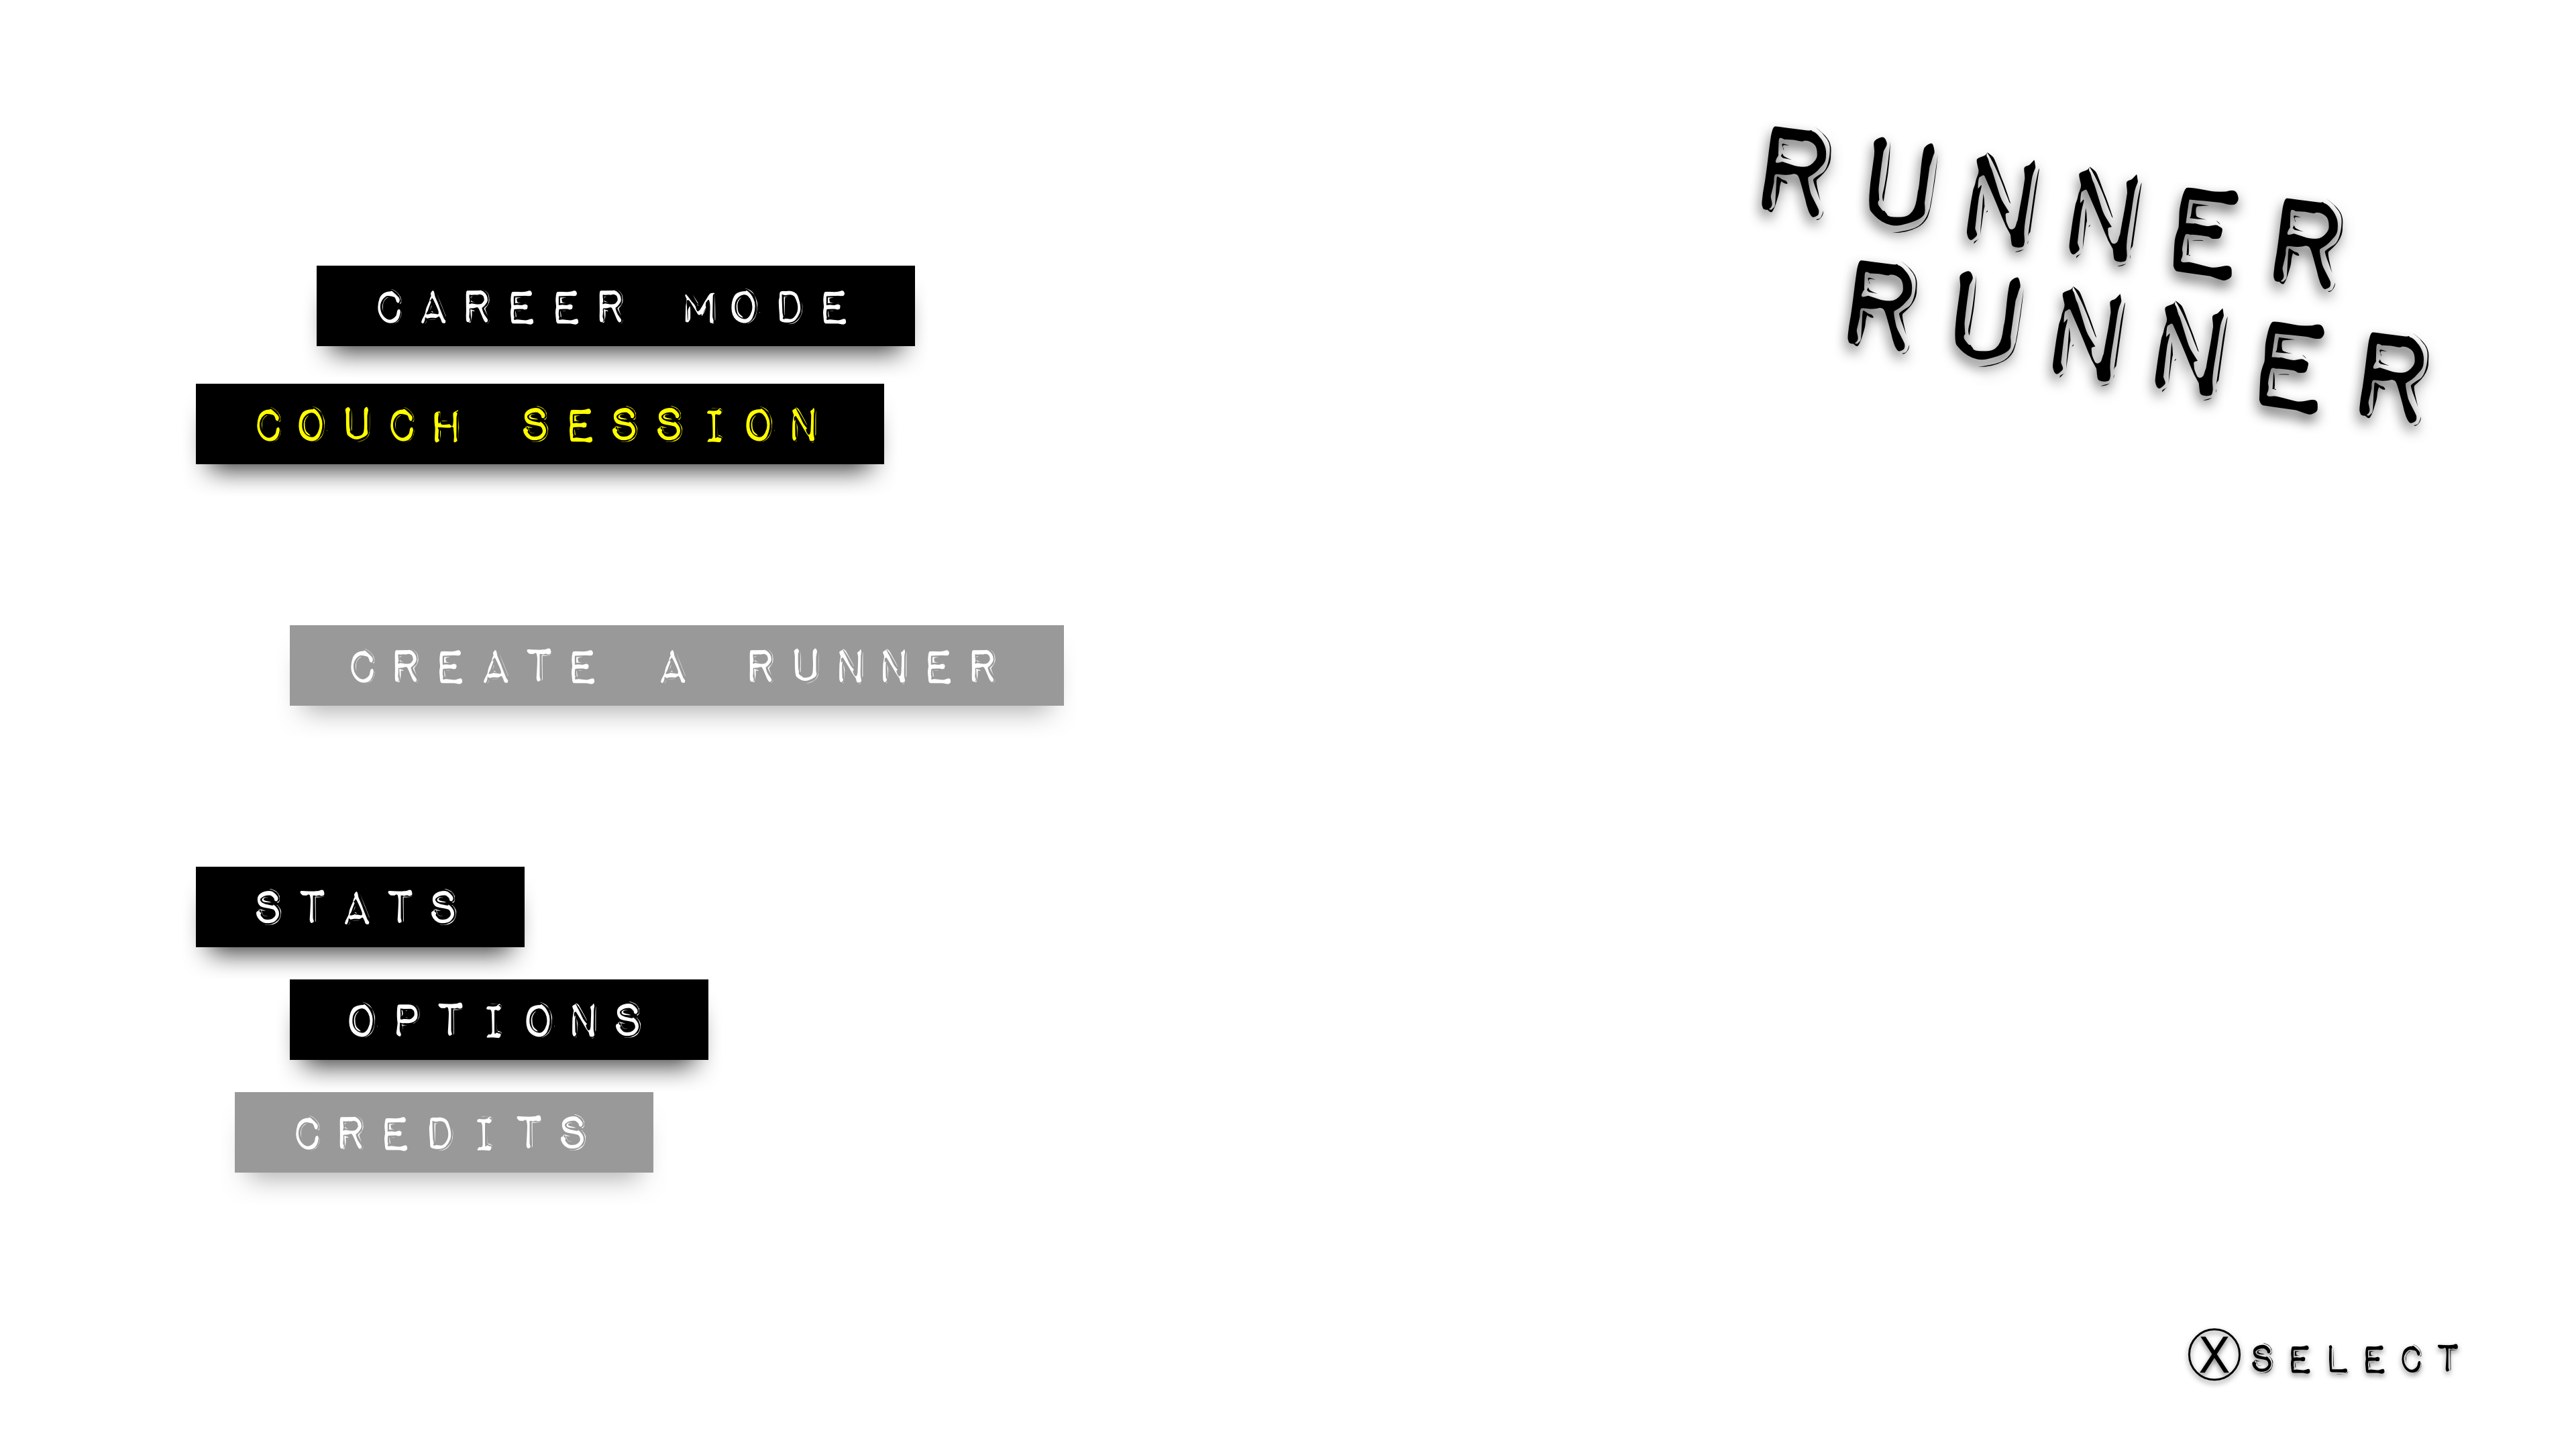 RUNNER
RUNNER
CAREER MODE
COUCH SESSION
CREATE A RUNNER
STATS
OPTIONS
CREDITS
X SELECT